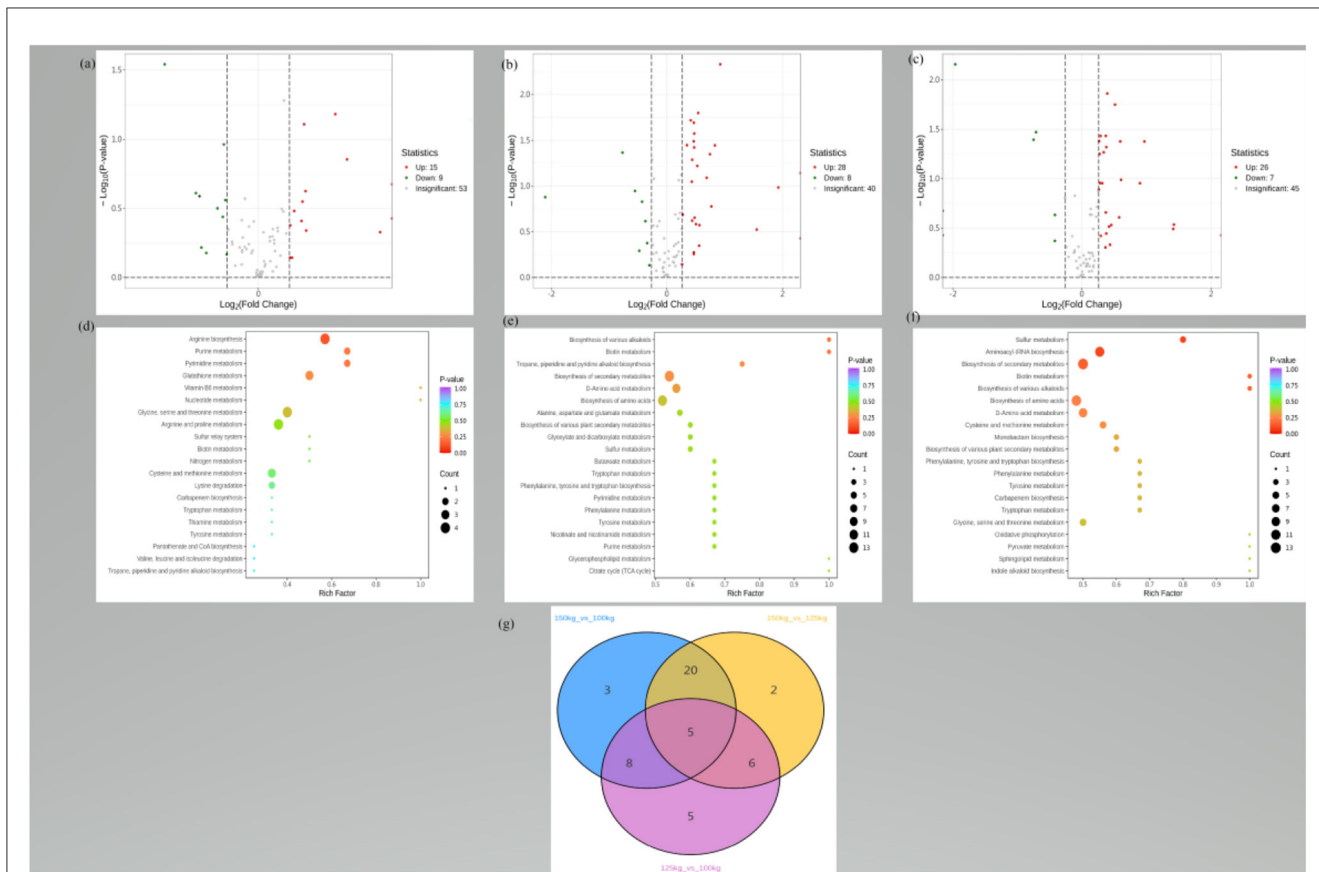 (a)
1.5
1.0
0.5
0.0
− Log10(P-value)
0
Log2(Fold Change)
Statistics
Up: 15
Down: 9
Insignificant: 53
(b)
2.0
1.5
1.0
0.5
0.0
− Log10(P-value)
−2
0
2
Log2(Fold Change)
Statistics
Up: 28
Down: 8
Insignificant: 40
(c)
2.0
1.5
1.0
0.5
0.0
− Log10(P-value)
−2
0
2
Log2(Fold Change)
Statistics
Up: 26
Down: 7
Insignificant: 45
(d)
Arginine biosynthesis
Purine metabolism
Pyrimidine metabolism
Glutathione metabolism
Vitamin B6 metabolism
Nucleotide metabolism
Glycine, serine and threonine metabolism
Arginine and proline metabolism
Sulfur relay system
Biotin metabolism
Nitrogen metabolism
Cysteine and methionine metabolism
Lysine degradation
Carbapenem biosynthesis
Tryptophan metabolism
Thiamine metabolism
Tyrosine metabolism
Pantothenate and CoA biosynthesis
Valine, leucine and isoleucine degradation
Tropane, piperidine and pyridine alkaloid biosynthesis
0.4
0.6
0.8
1.0
Rich Factor
P-value
1.00
0.75
0.50
0.25
0.00
Count
1
2
3
4
(e)
Biosynthesis of various alkaloids
Biotin metabolism
Tropane, piperidine and pyridine alkaloid biosynthesis
Biosynthesis of secondary metabolites
D-Amino acid metabolism
Biosynthesis of amino acids
Alanine, aspartate and glutamate metabolism
Biosynthesis of various plant secondary metabolites
Glyoxylate and dicarboxylate metabolism
Sulfur metabolism
Butanoate metabolism
Tryptophan metabolism
Phenylalanine, tyrosine and tryptophan biosynthesis
Pyrimidine metabolism
Phenylalanine metabolism
Tyrosine metabolism
Nicotinate and nicotinamide metabolism
Purine metabolism
Glycerophospholipid metabolism
Citrate cycle (TCA cycle)
0.5
0.6
0.7
0.8
0.9
1.0
Rich Factor
P-value
1.00
0.75
0.50
0.25
0.00
Count
1
3
5
7
9
11
13
(f)
Sulfur metabolism
Aminoacyl-tRNA biosynthesis
Biosynthesis of secondary metabolites
Biotin metabolism
Biosynthesis of various alkaloids
Biosynthesis of amino acids
D-Amino acid metabolism
Cysteine and methionine metabolism
Monobactam biosynthesis
Biosynthesis of various plant secondary metabolites
Phenylalanine, tyrosine and tryptophan biosynthesis
Phenylalanine metabolism
Tyrosine metabolism
Carbapenem biosynthesis
Tryptophan metabolism
Glycine, serine and threonine metabolism
Oxidative phosphorylation
Pyruvate metabolism
Sphingolipid metabolism
Indole alkaloid biosynthesis
0.5
0.6
0.7
0.8
0.9
1.0
Rich Factor
P-value
1.00
0.75
0.50
0.25
0.00
Count
1
3
5
7
9
11
13
(g)
150kg_vs_100kg
150kg_vs_125kg
3
20
2
5
8
6
5
125kg_vs_100kg